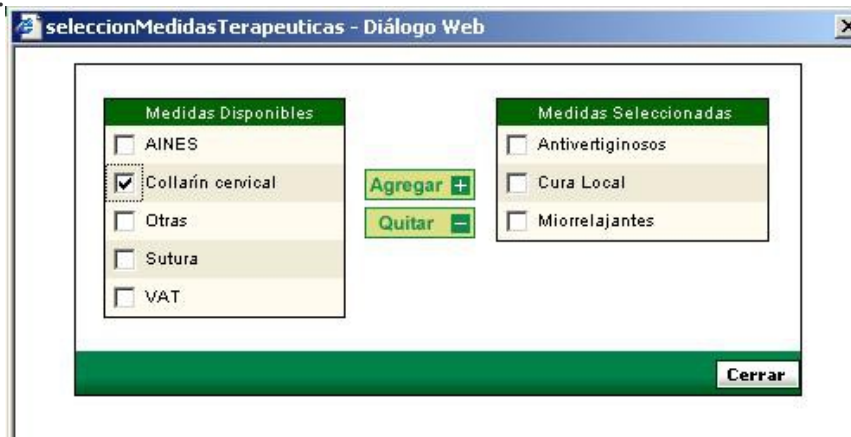 seleccionMedidasTerapeuticas - Diálogo Web
Medidas Disponibles
AINES
Collarín cervical
Otras
Sutura
VAT
Agregar
Quitar
Medidas Seleccionadas
Antivertiginosos
Cura Local
Miorrelajantes
Cerrar